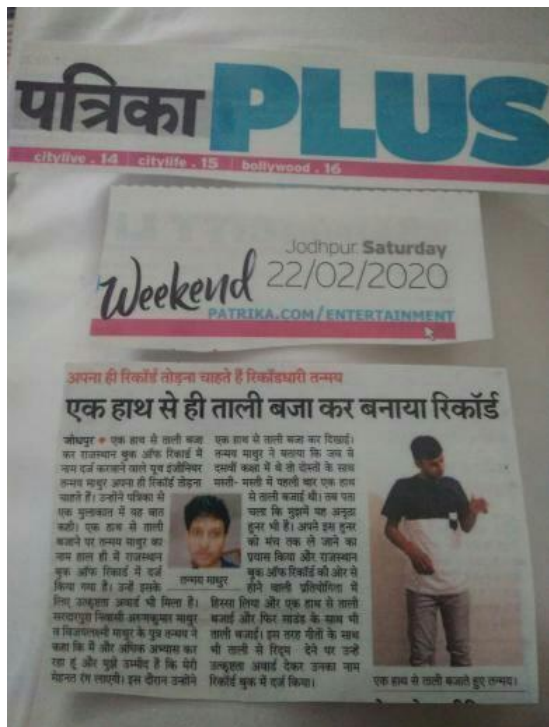 पत्रिका PLUS
citylive . 14 citylife . 15 bollywood . 16
Weekend
Jodhpur Saturday
22/02/2020
PATRIKA.COM/ENTERTAINMENT
अपना ही रिकॉर्ड तोड़ना चाहते हैं रिकॉर्डधारी तन्मय
एक हाथ से ही ताली बजा कर बनाया रिकॉर्ड
जोधपुर एक हाथ से ताली बजा
कर राजस्थान बुक ऑफ रिकार्ड में
नाम दर्ज करवाने वाले यूथ इंजीनियर
तन्मय माथुर अपना ही रिकॉर्ड तोड़ना
चाहते हैं। उन्होंने पत्रिका से
एक मुलाकात में यह बात
कही। एक हाथ से ताली
बजाने पर तन्मय माथुर का
नाम हाल ही में राजस्थान
बुक ऑफ रिकार्ड में दर्ज
किया गया है। उन्हें इसके
लिए उत्कृष्टता अवार्ड भी मिला है।
सरदारपुरा निवासी अरुणकुमार माथुर
व विजयलक्ष्मी माथुर के पुत्र तन्मय ने
कहा कि मैं और अधिक अभ्यास कर
रहा हूं और मुझे उम्मीद है कि मेरी
मेहनत रंग लाएगी। इस दौरान उन्होंने
तन्मय माथुर
एक हाथ से ताली बजा कर दिखाई।
तन्मय माथुर ने बताया कि जब वे
दसवीं कक्षा में थे तो दोस्तों के साथ
मस्ती- मस्ती में पहली बार एक हाथ
से ताली बजाई थी। तब पता
चला कि मुझमें यह अनूठा
हुनर भी हैं। अपने इस हुनर
को मंच तक ले जाने का
प्रयास किया और राजस्थान
बुक ऑफ रिकॉर्ड की ओर से
होने वाली प्रतियोगिता में
हिस्सा लिया और एक हाथ से ताली
बजाई और फिर साउंड के साथ भी
ताली बजाई। इस तरह गीतों के साथ
भी ताली से रिदम देने पर उन्हें
उत्कृष्टता अवार्ड देकर उनका नाम
रिकॉर्ड बुक में दर्ज किया।
एक हाथ से ताली बजाते हुए तन्मय।